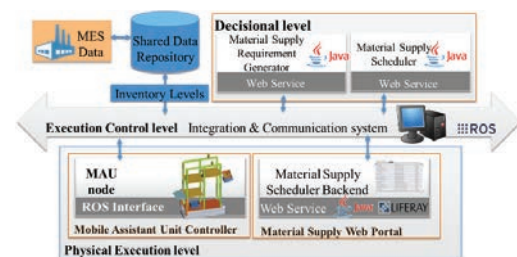 MES
Data
Shared Data
Repository
Inventory Levels
Decisional level
Material Supply
Requirement
Generator
Java
Web Service
Material Supply
Scheduler
Java
Web Service
Execution Control level
Integration & Communication system
ROS
MAU
node
ROS Interface
Mobile Assistant Unit Controller
Material Supply
Scheduler Backend
Web Service
Java
LIFERAY
Material Supply Web Portal
Physical Execution level